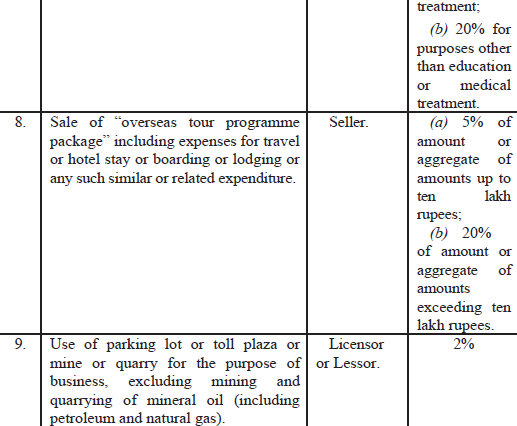 treatment;
(b) 20% for
purposes other
than education
or medical
treatment.
8. Sale of “overseas tour programme
package” including expenses for travel
or hotel stay or boarding or lodging or
any such similar or related expenditure.
Seller.
(a) 5% of
amount or
aggregate of
amounts up to
ten lakh
rupees;
(b) 20%
of amount or
aggregate of
amounts
exceeding ten
lakh rupees.
9. Use of parking lot or toll plaza or
mine or quarry for the purpose of
business, excluding mining and
quarrying of mineral oil (including
petroleum and natural gas).
Licensor
or Lessor.
2%